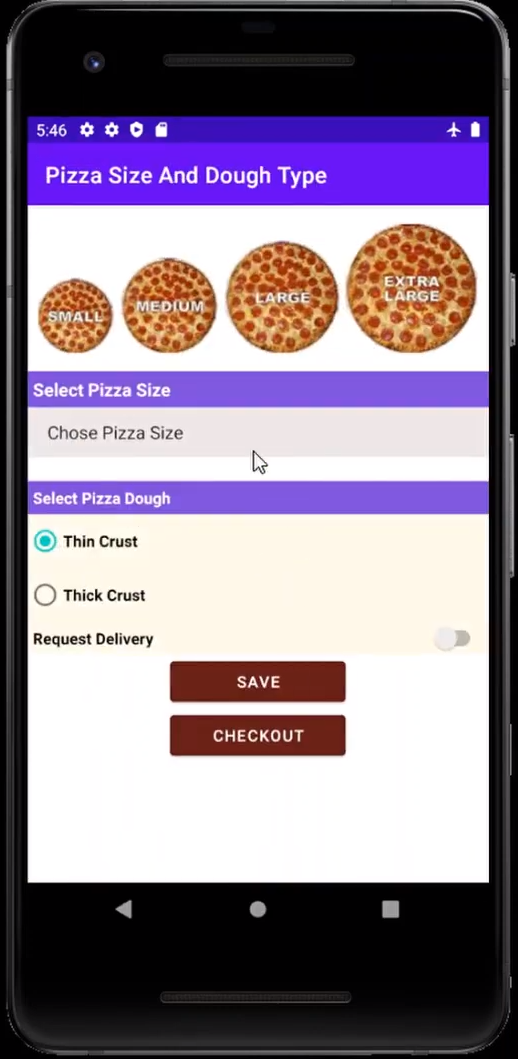 5:46
Pizza Size And Dough Type
SMALL
MEDIUM
LARGE
EXTRA
LARGE
Select Pizza Size
Chose Pizza Size
Select Pizza Dough
Thin Crust
Thick Crust
Request Delivery
SAVE
CHECKOUT